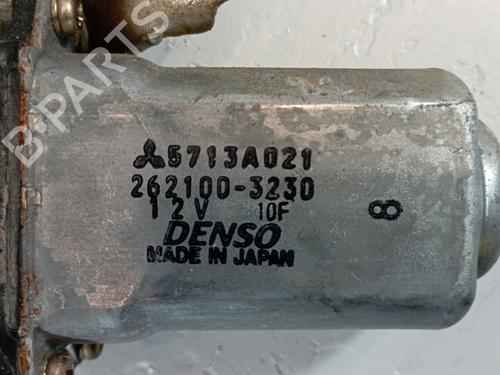 5713A021
262100-3230
12V 10F
8
DENSO
MADE IN JAPAN
B-PARTS